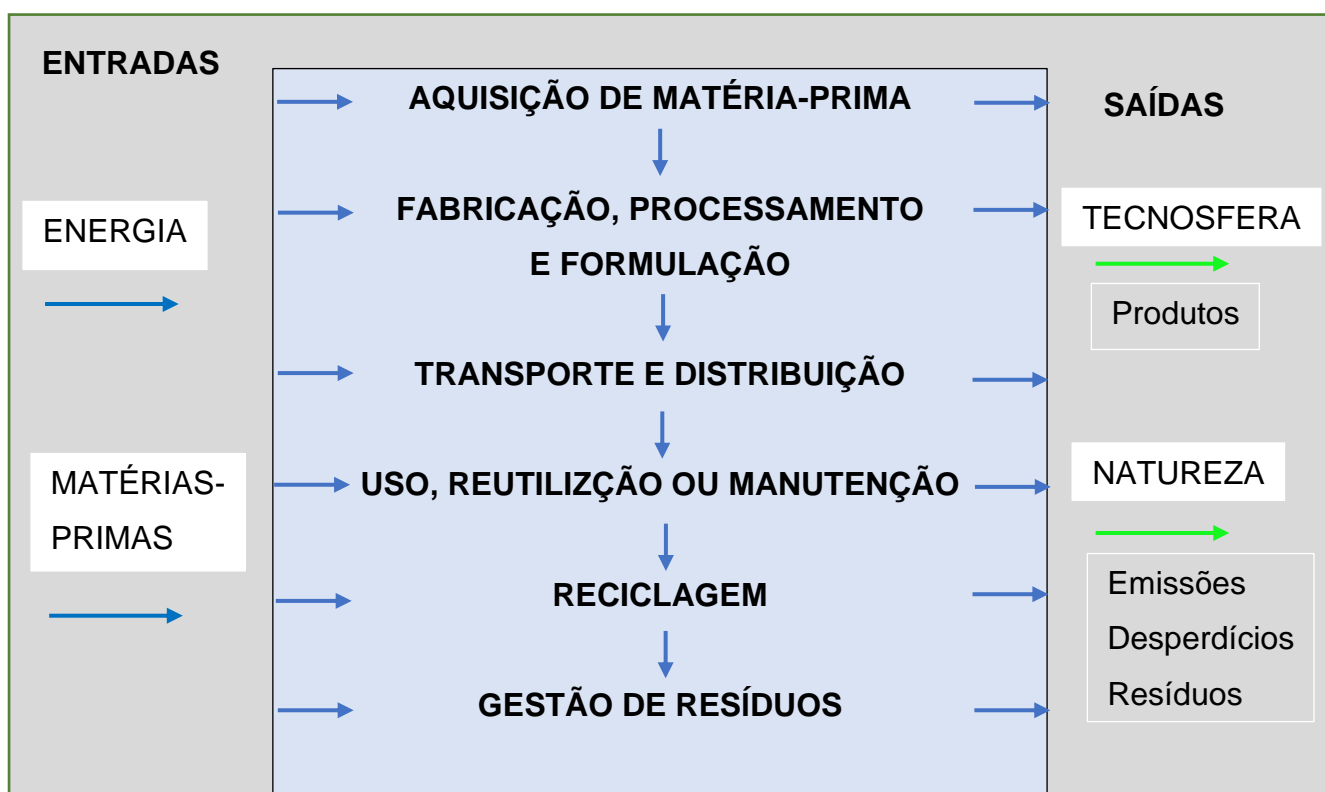 ENTRADAS
ENERGIA
MATÉRIAS-
PRIMAS
AQUISIÇÃO DE MATÉRIA-PRIMA
FABRICAÇÃO, PROCESSAMENTO
E FORMULAÇÃO
TRANSPORTE E DISTRIBUIÇÃO
USO, REUTILIZÇÃO OU MANUTENÇÃO
RECICLAGEM
GESTÃO DE RESÍDUOS
SAÍDAS
TECNOSFERA
Produtos
NATUREZA
Emissões
Desperdícios
Resíduos